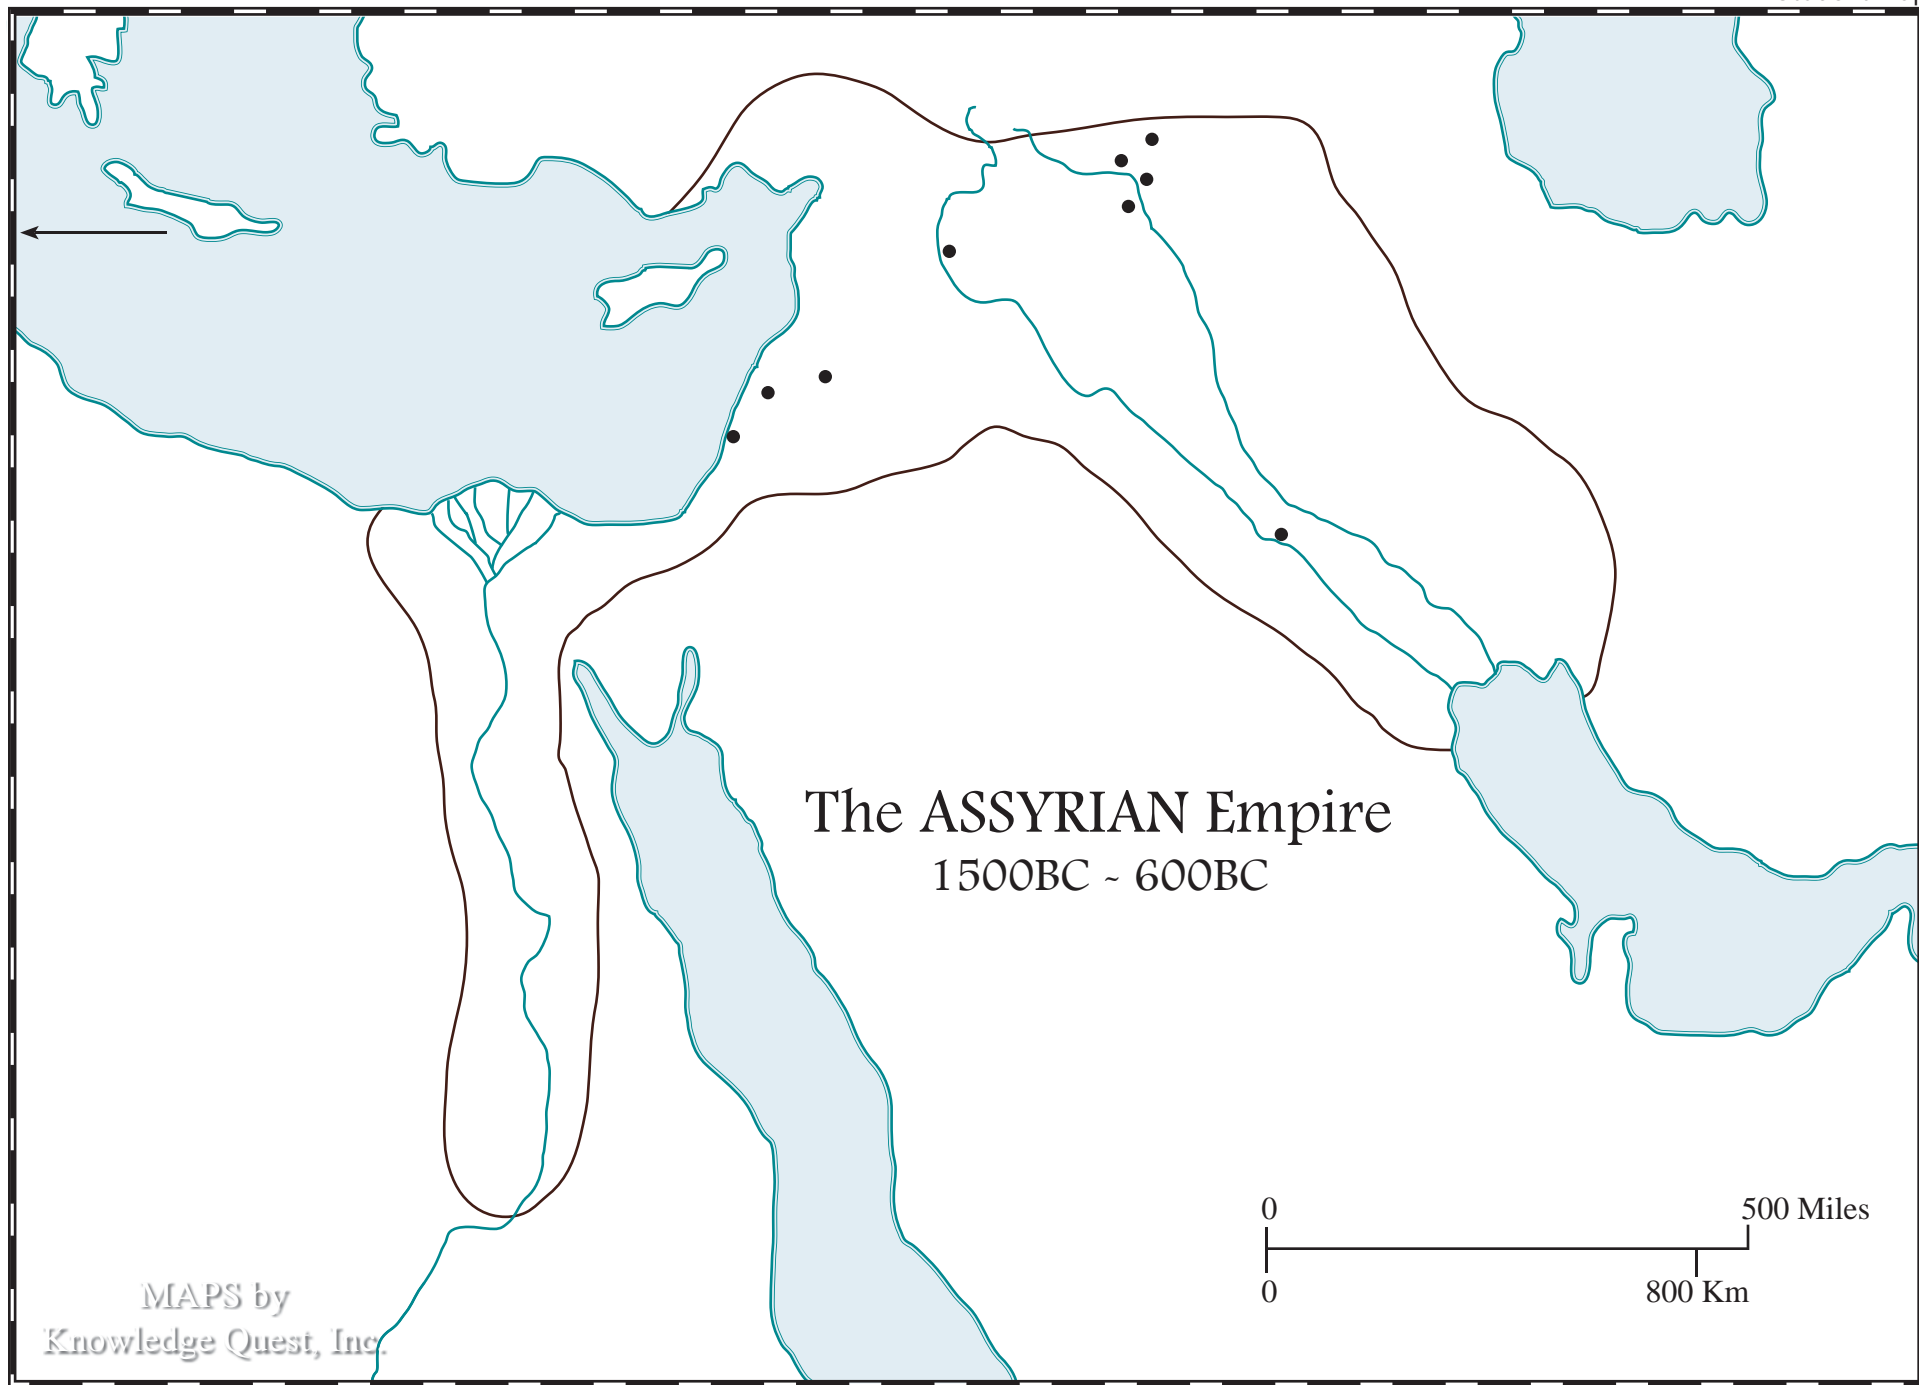 The ASSYRIAN Empire
1500BC ~ 600BC
0 500 Miles
0 800 Km
MAPS by
Knowledge Quest, Inc.